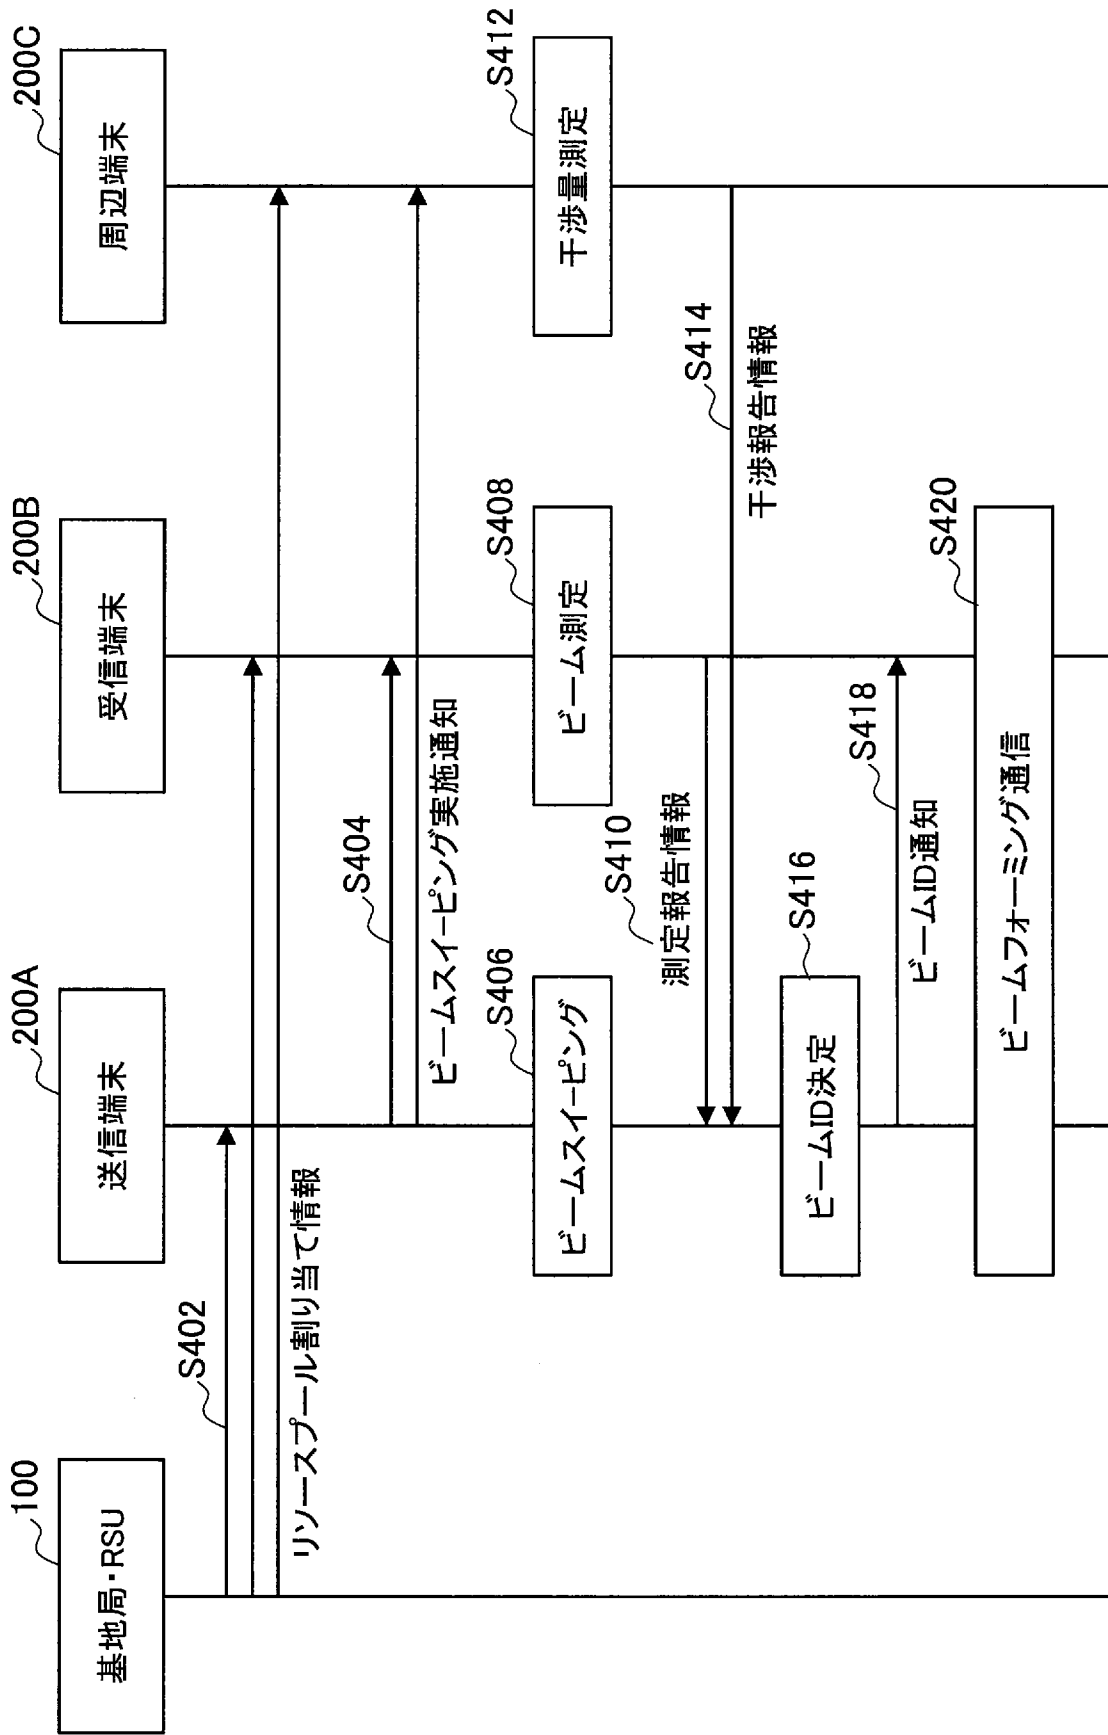 100
基地局・RSU
200A
送信端末
200B
受信端末
200C
周辺端末
S402
リソースプール割り当て情報
S404
ビームスイーピング実施通知
S406
ビームスイーピング
S408
ビーム測定
S412
干渉量測定
S410
測定報告情報
S414
干渉報告情報
S416
ビームID決定
S418
ビームID通知
S420
ビームフォーミング通信